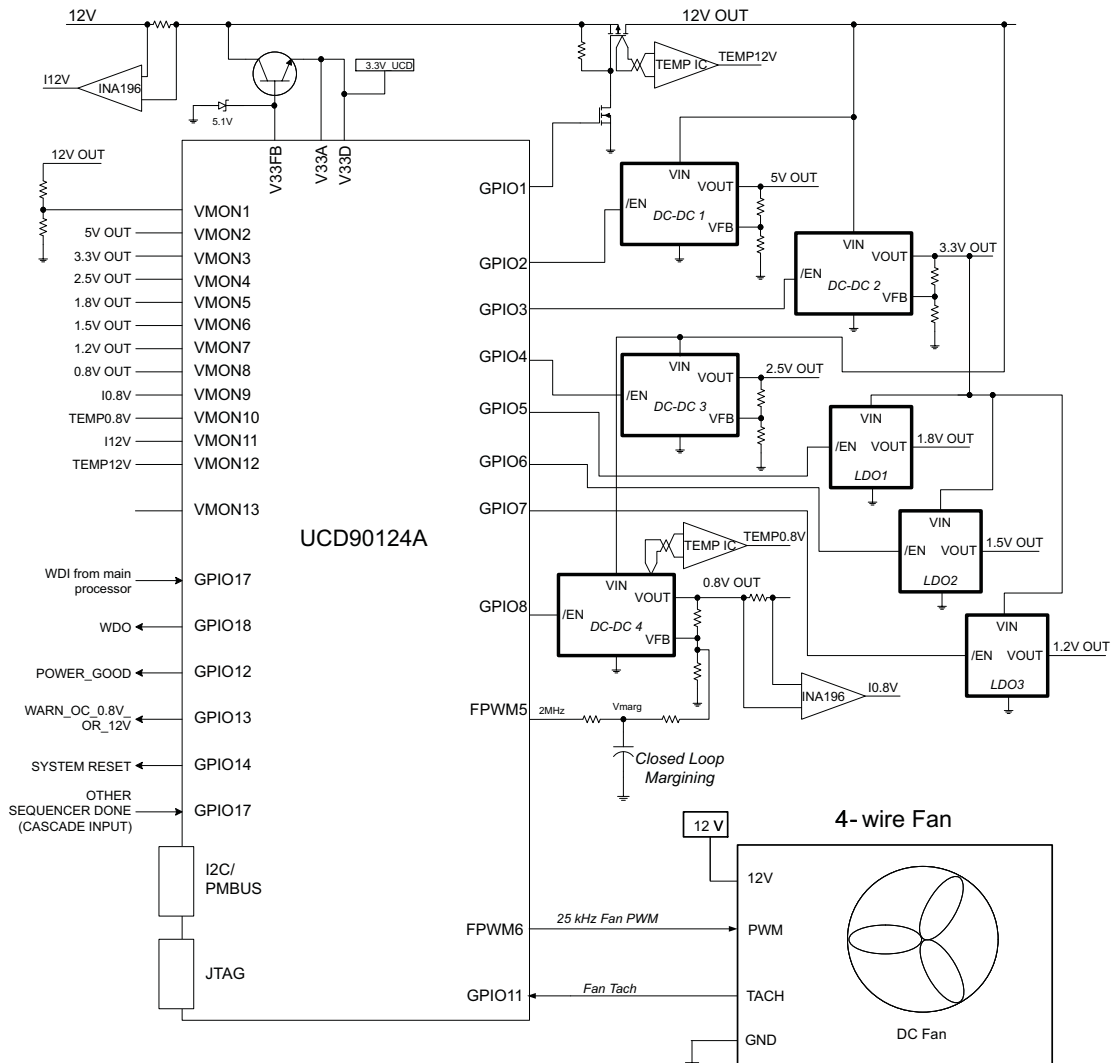 12V
12V OUT
I12V
INA196
3.3V_UCD
TEMP IC
TEMP12V
5.1V
V33FB
V33A
V33D
12V OUT
GPIO1
VIN
VOUT
5V OUT
/EN
DC-DC 1
VFB
VMON1
5V OUT
VMON2
3.3V OUT
VMON3
2.5V OUT
VMON4
1.8V OUT
VMON5
1.5V OUT
VMON6
1.2V OUT
VMON7
0.8V OUT
VMON8
I0.8V
VMON9
TEMP0.8V
VMON10
I12V
VMON11
TEMP12V
VMON12
VMON13
UCD90124A
GPIO2
GPIO3
VIN
VOUT
3.3V OUT
/EN
DC-DC 2
VFB
GPIO4
VIN
VOUT
2.5V OUT
/EN
DC-DC 3
VFB
GPIO5
VIN
/EN
VOUT
1.8V OUT
LDO1
GPIO6
GPIO7
VIN
/EN
VOUT
1.5V OUT
LDO2
TEMP IC
TEMP0.8V
GPIO8
VIN
VOUT
0.8V OUT
/EN
DC-DC 4
VFB
VIN
/EN
VOUT
1.2V OUT
LDO3
INA196
I0.8V
WDI from main
processor
GPIO17
WDO
GPIO18
POWER_GOOD
GPIO12
WARN_OC_0.8V_
OR_12V
GPIO13
SYSTEM RESET
GPIO14
OTHER
SEQUENCER DONE
(CASCADE INPUT)
GPIO17
FPWM5
2MHz
Vmarg
Closed Loop
Margining
I2C/
PMBUS
JTAG
4- wire Fan
12 V
12V
FPWM6
25 kHz Fan PWM
PWM
GPIO11
Fan Tach
TACH
GND
DC Fan